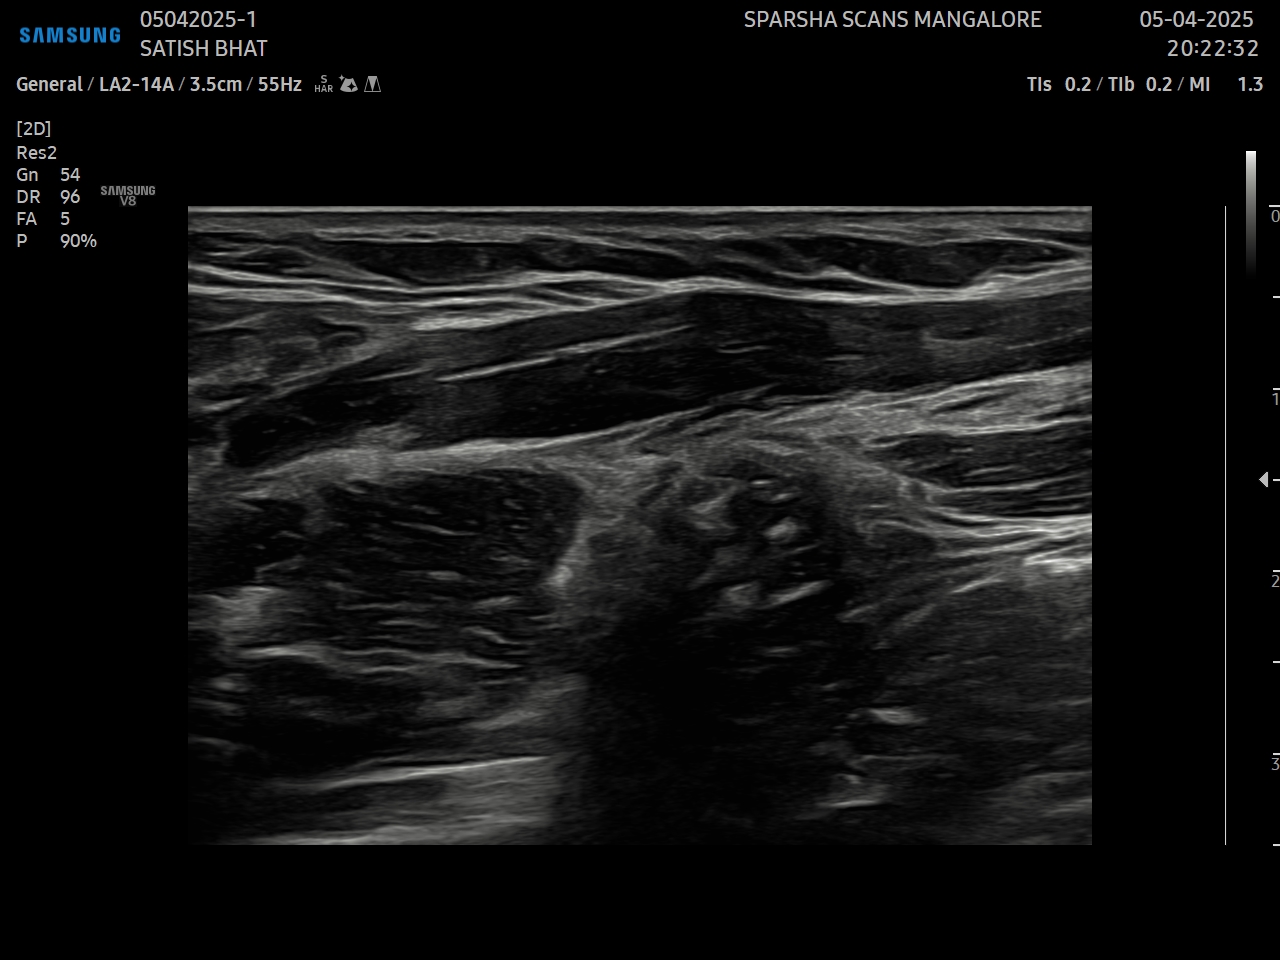 SAMSUNG
05042025-1
SATISH BHAT
SPARSHA SCANS MANGALORE
05-04-2025
20:22:32
General / LA2-14A / 3.5cm / 55Hz
S
HAR
TIs 0.2 / TIb 0.2 / MI 1.3
[2D]
Res2
Gn 54
DR 96
FA 5
P 90%
SAMSUNG
V8
0
1
2
3